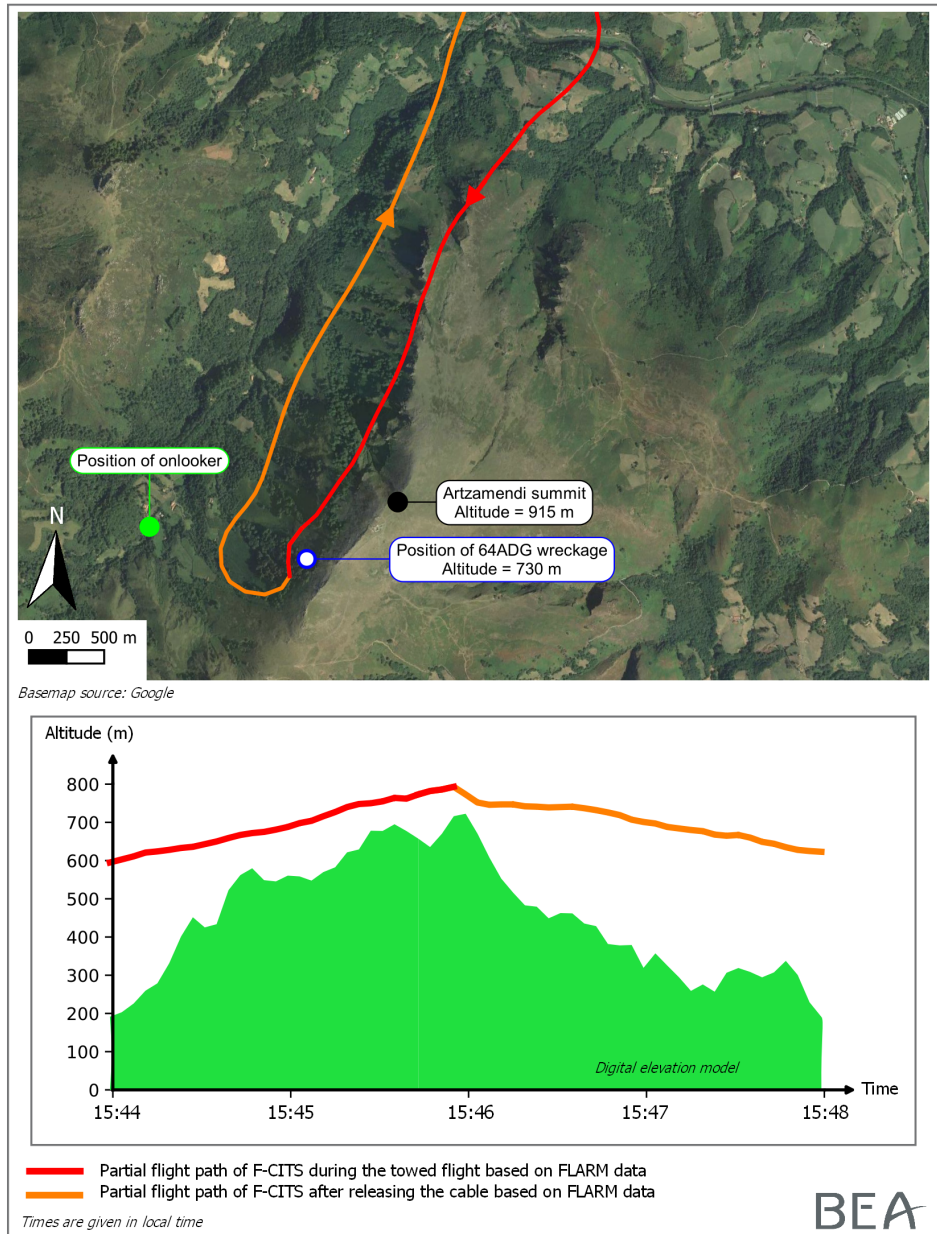 Position of onlooker
N
Artzamendi summit
Altitude = 915 m
Position of 64ADG wreckage
Altitude = 730 m
0 250 500 m
Basemap source: Google
Altitude (m)
800
700
600
500
400
300
200
100
0
Digital elevation model
Time
15:44 15:45 15:46 15:47 15:48
Partial flight path of F-CITS during the towed flight based on FLARM data
Partial flight path of F-CITS after releasing the cable based on FLARM data
Times are given in local time
BEA